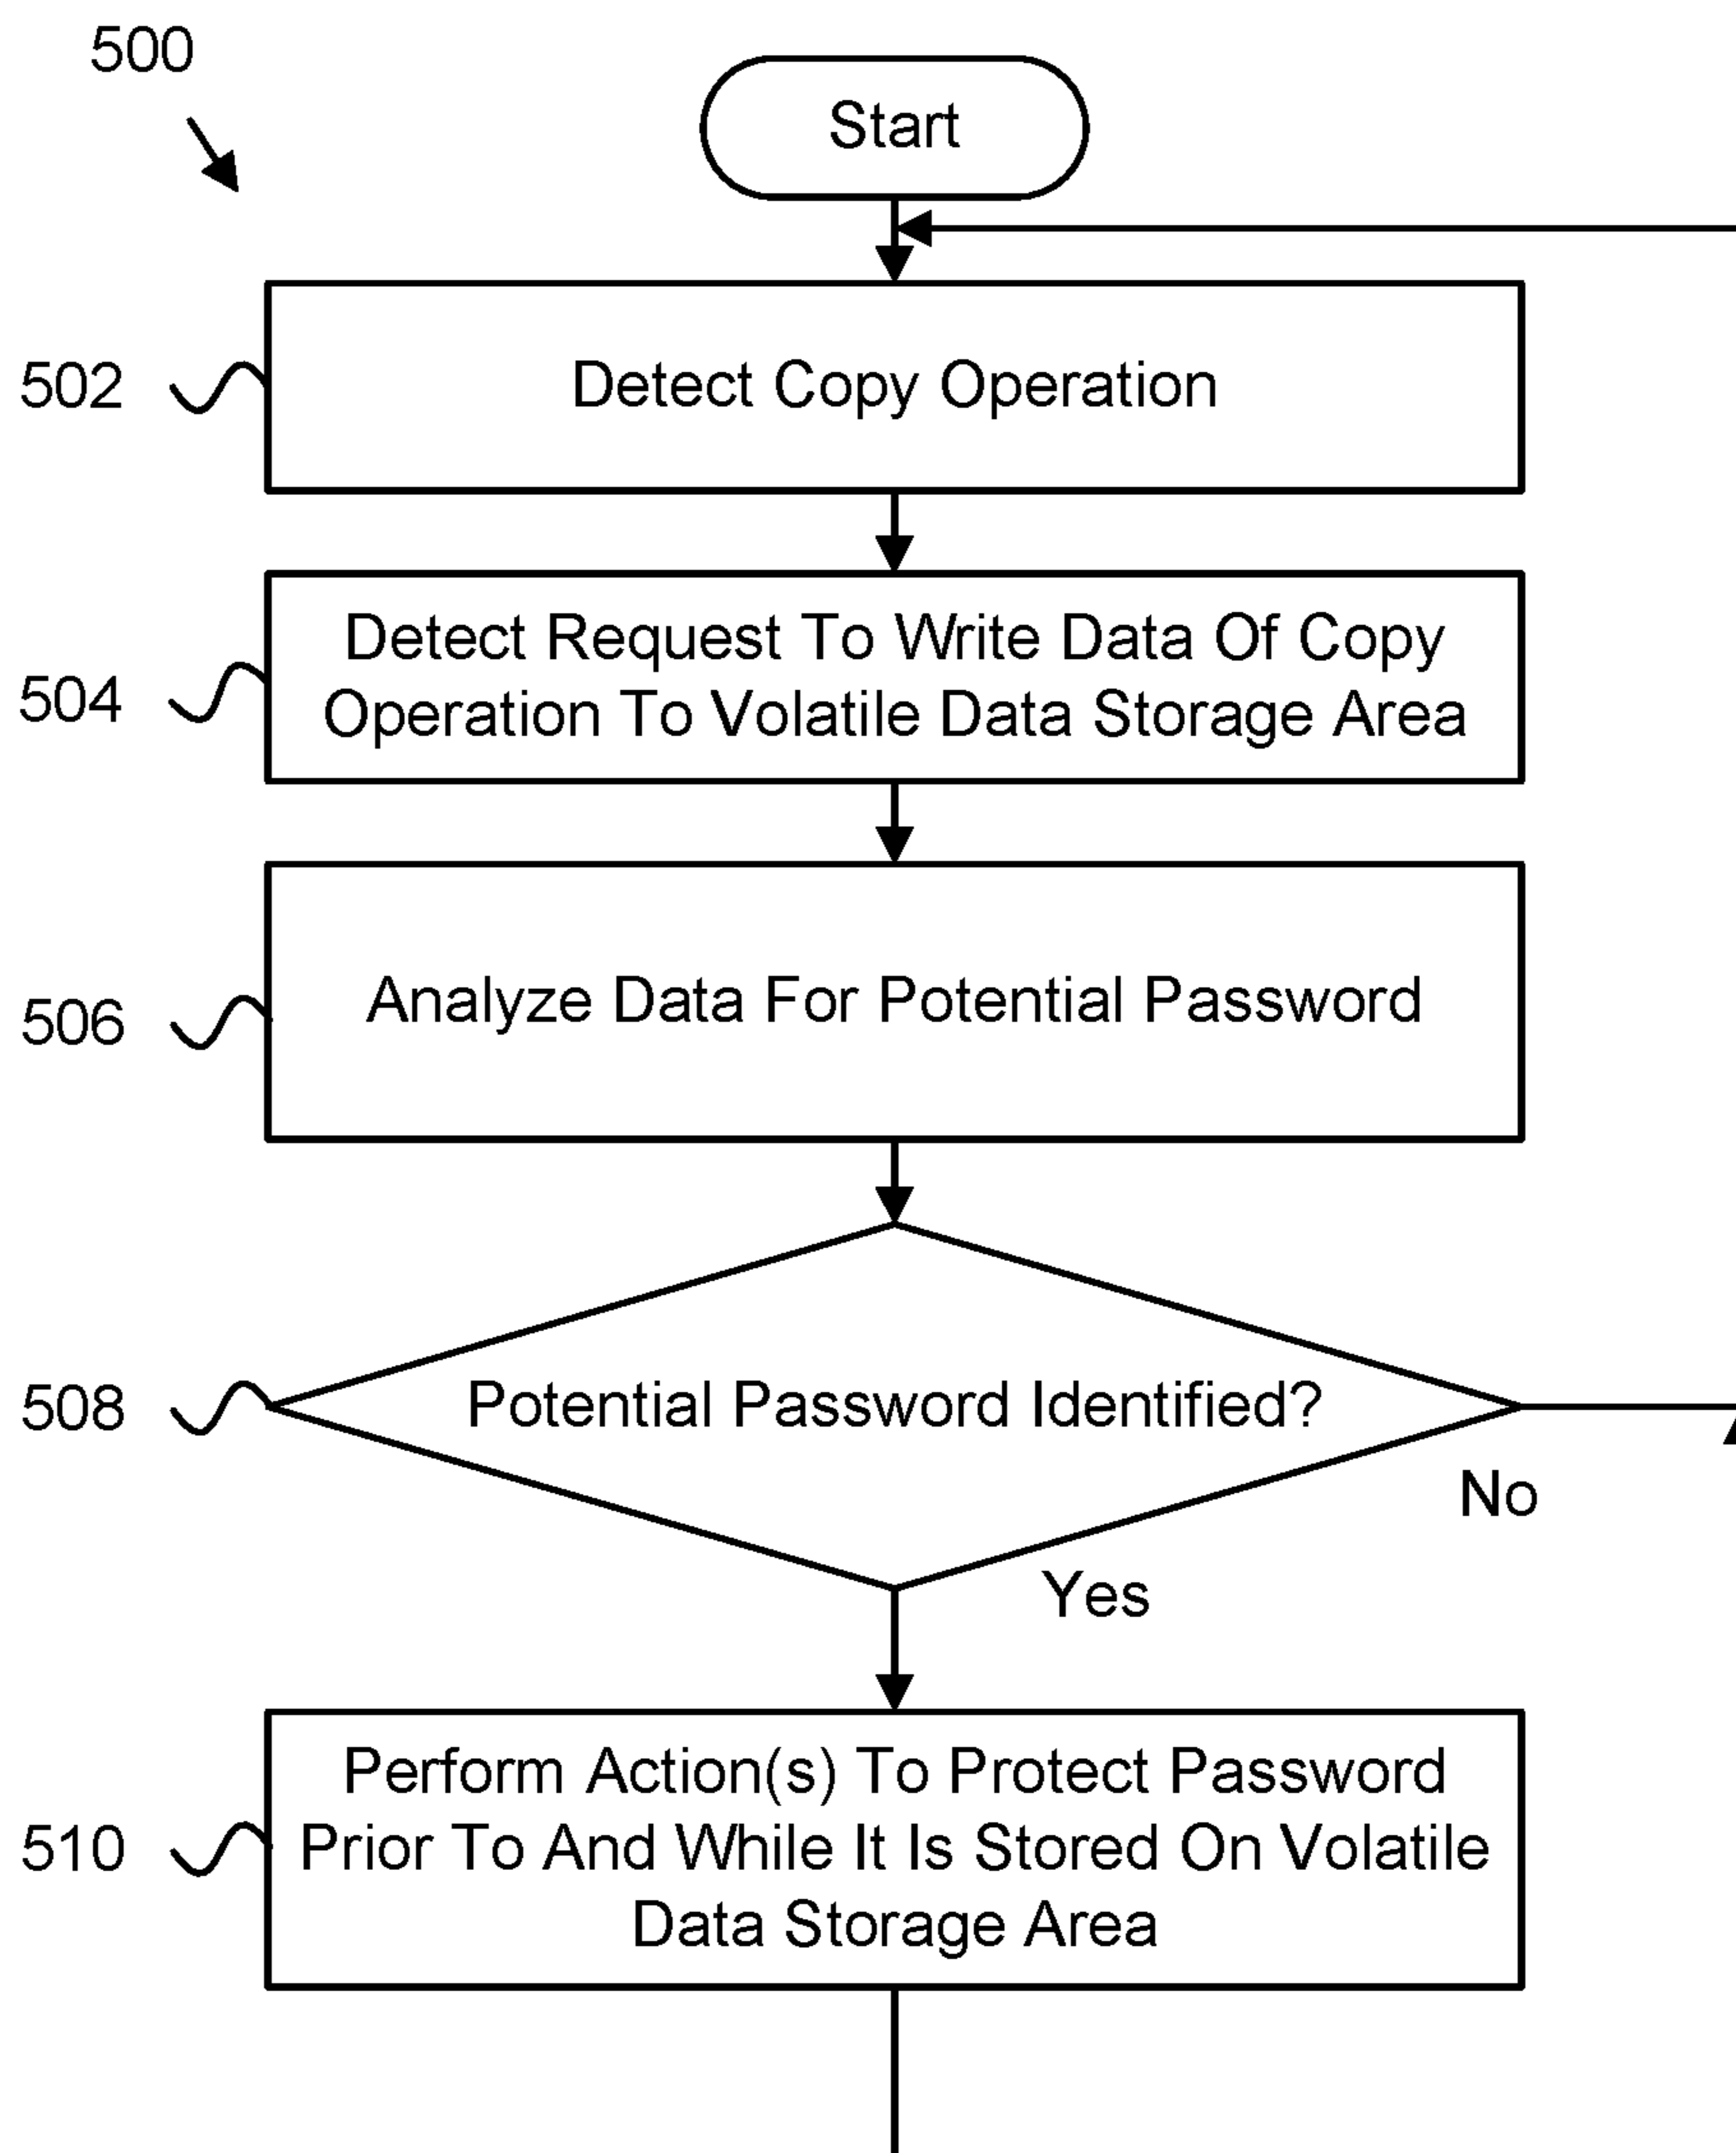 500
Start
502
Detect Copy Operation
504
Detect Request To Write Data Of Copy
Operation To Volatile Data Storage Area
506
Analyze Data For Potential Password
508
Potential Password Identified?
No
Yes
510
Perform Action(s) To Protect Password
Prior To And While It Is Stored On Volatile
Data Storage Area